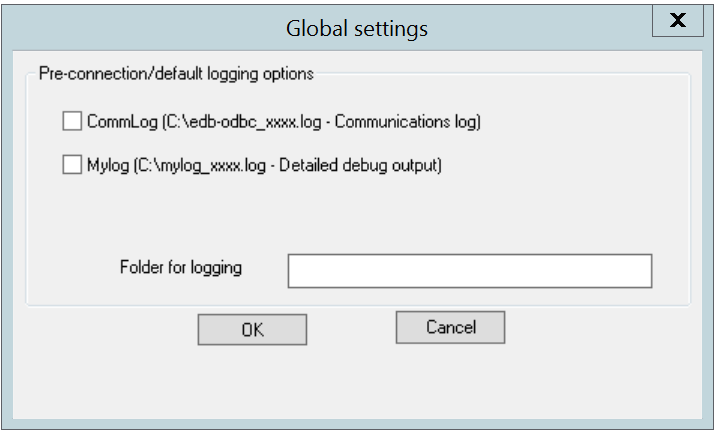 Global settings
X
Pre-connection/default logging options
CommLog (C:\edb-odbc_xxxx.log - Communications log)
Mylog (C:\mylog_xxxx.log - Detailed debug output)
Folder for logging
OK
Cancel